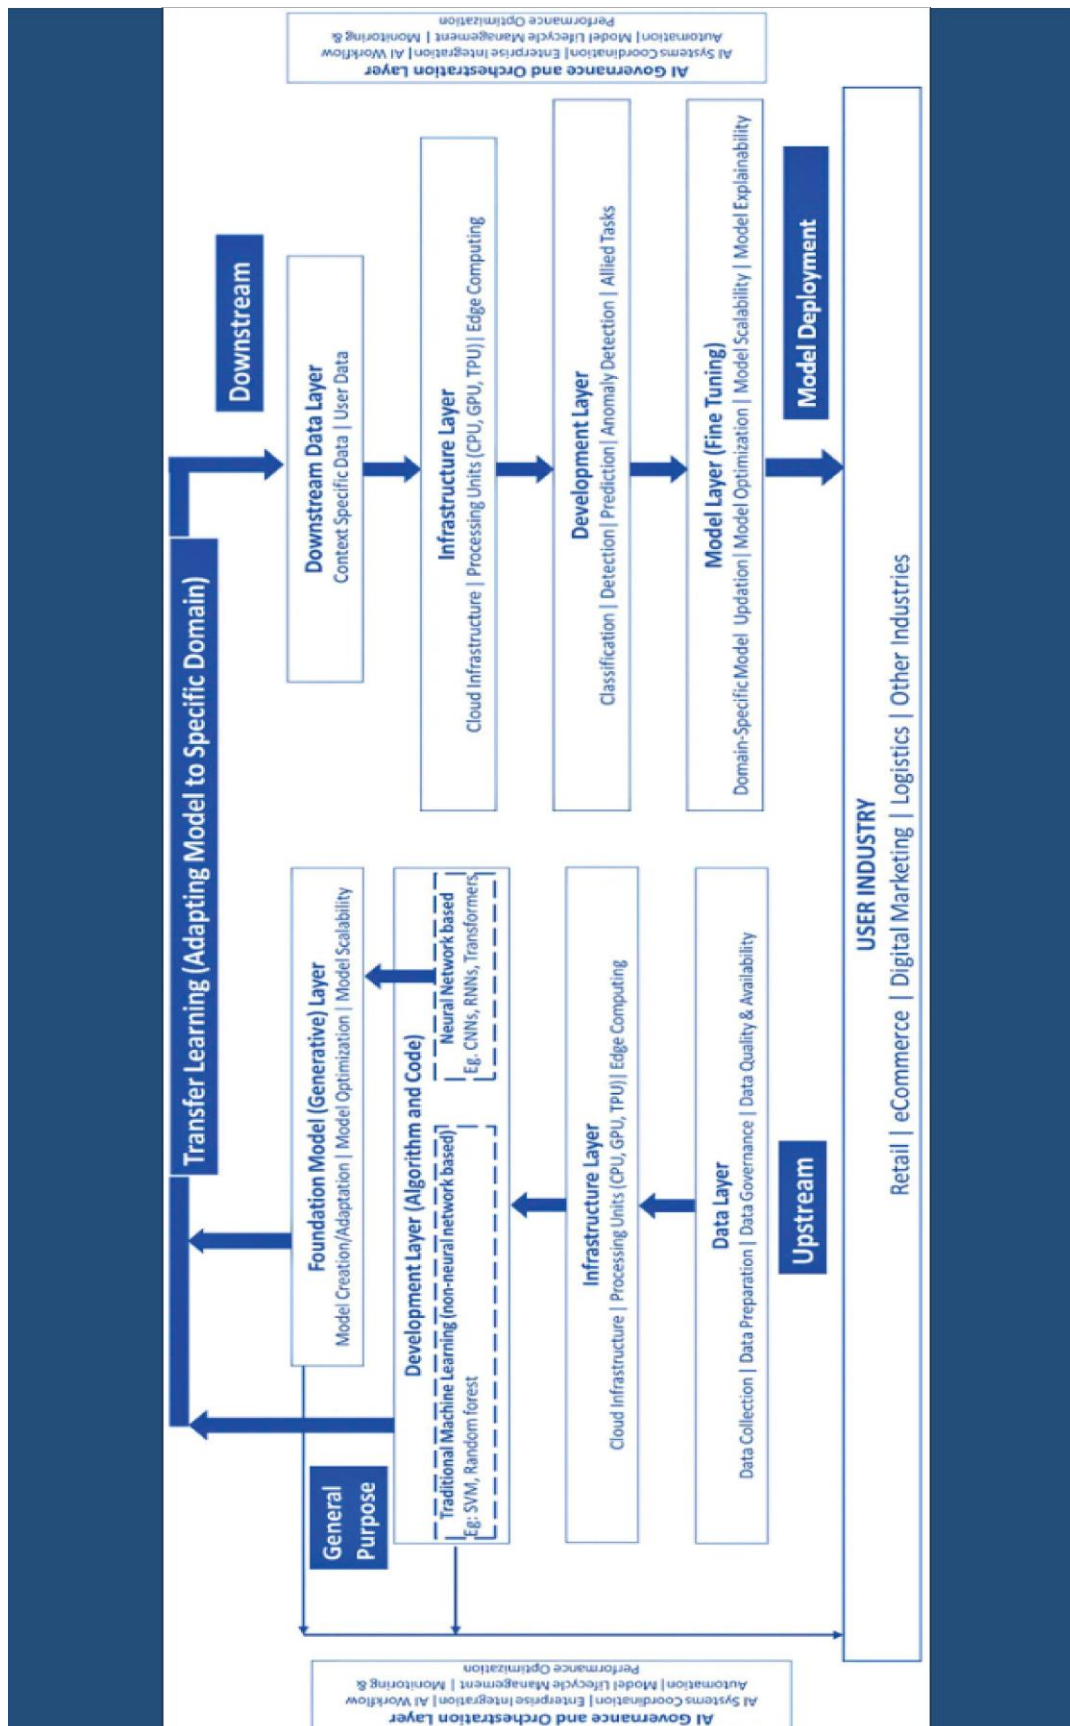 AI Governance and Orchestration Layer
AI Systems Coordination| Enterprise Integration| AI Workflow
Automation| Model Lifecycle Management | Monitoring &
Performance Optimization
Transfer Learning (Adapting Model to Specific Domain)
General
Purpose
Foundation Model (Generative) Layer
Model Creation/Adaptation | Model Optimization | Model Scalability
Development Layer (Algorithm and Code)
Traditional Machine Learning (non-neural network based)
Eg: SVM, Random forest
Neural Network based
Eg. CNNs, RNNs, Transformers
Infrastructure Layer
Cloud Infrastructure | Processing Units (CPU, GPU, TPU)| Edge Computing
Data Layer
Data Collection | Data Preparation | Data Governance | Data Quality & Availability
Upstream
Downstream
Downstream Data Layer
Context Specific Data | User Data
Infrastructure Layer
Cloud Infrastructure | Processing Units (CPU, GPU, TPU)| Edge Computing
Development Layer
Classification | Detection| Prediction| Anomaly Detection | Allied Tasks
Model Layer (Fine Tuning)
Domain-Specific Model Updation| Model Optimization | Model Scalability | Model Explainability
Model Deployment
USER INDUSTRY
Retail | eCommerce | Digital Marketing | Logistics | Other Industries
AI Governance and Orchestration Layer
AI Systems Coordination| Enterprise Integration| AI Workflow
Automation| Model Lifecycle Management | Monitoring &
Performance Optimization